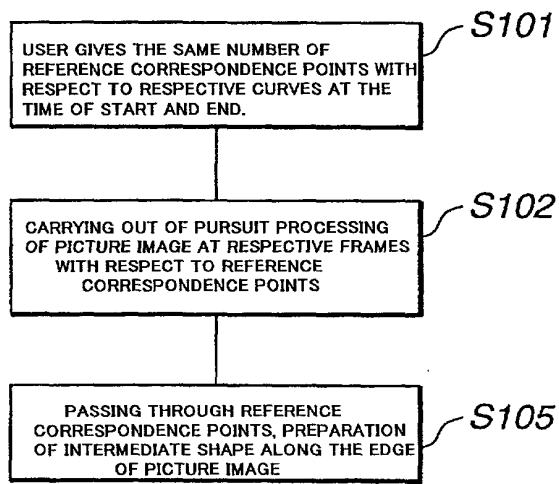 S101
USER GIVES THE SAME NUMBER OF
REFERENCE CORRESPONDENCE POINTS WITH
RESPECT TO RESPECTIVE CURVES AT THE
TIME OF START AND END.
S102
CARRYING OUT OF PURSUIT PROCESSING
OF PICTURE IMAGE AT RESPECTIVE FRAMES
WITH RESPECT TO REFERENCE
CORRESPONDENCE POINTS
S105
PASSING THROUGH REFERENCE
CORRESPONDENCE POINTS, PREPARATION
OF INTERMEDIATE SHAPE ALONG THE EDGE
OF PICTURE IMAGE